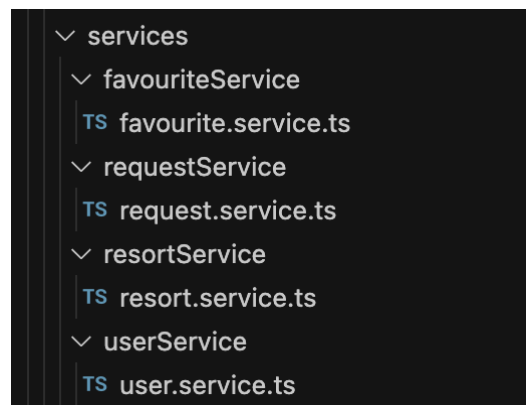 services
favouriteService
TS favourite.service.ts
requestService
TS request.service.ts
resortService
TS resort.service.ts
userService
TS user.service.ts